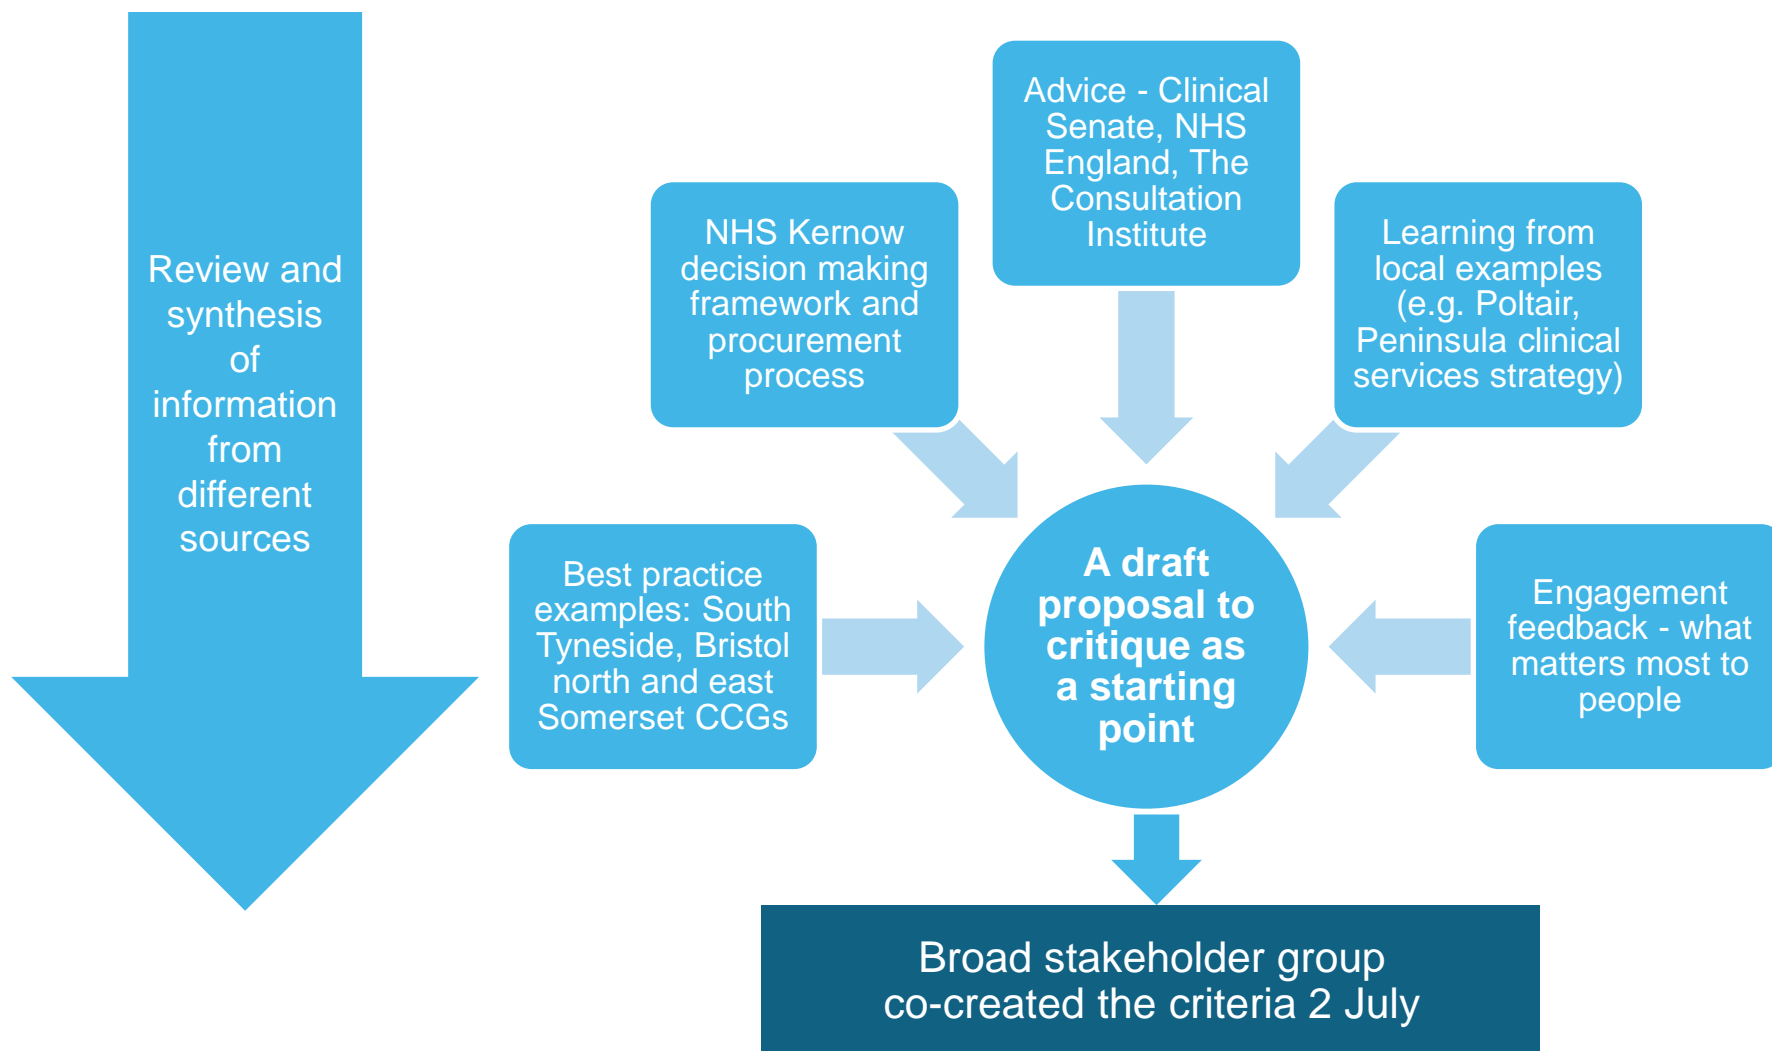 Review and
synthesis
of
information
from
different
sources
Best practice
examples: South
Tyneside, Bristol
north and east
Somerset CCGs
NHS Kernow
decision making
framework and
procurement
process
Advice - Clinical
Senate, NHS
England, The
Consultation
Institute
Learning from
local examples
(e.g. Poltair,
Peninsula clinical
services strategy)
Engagement
feedback - what
matters most to
people
A draft
proposal to
critique as
a starting
point
Broad stakeholder group
co-created the criteria 2 July